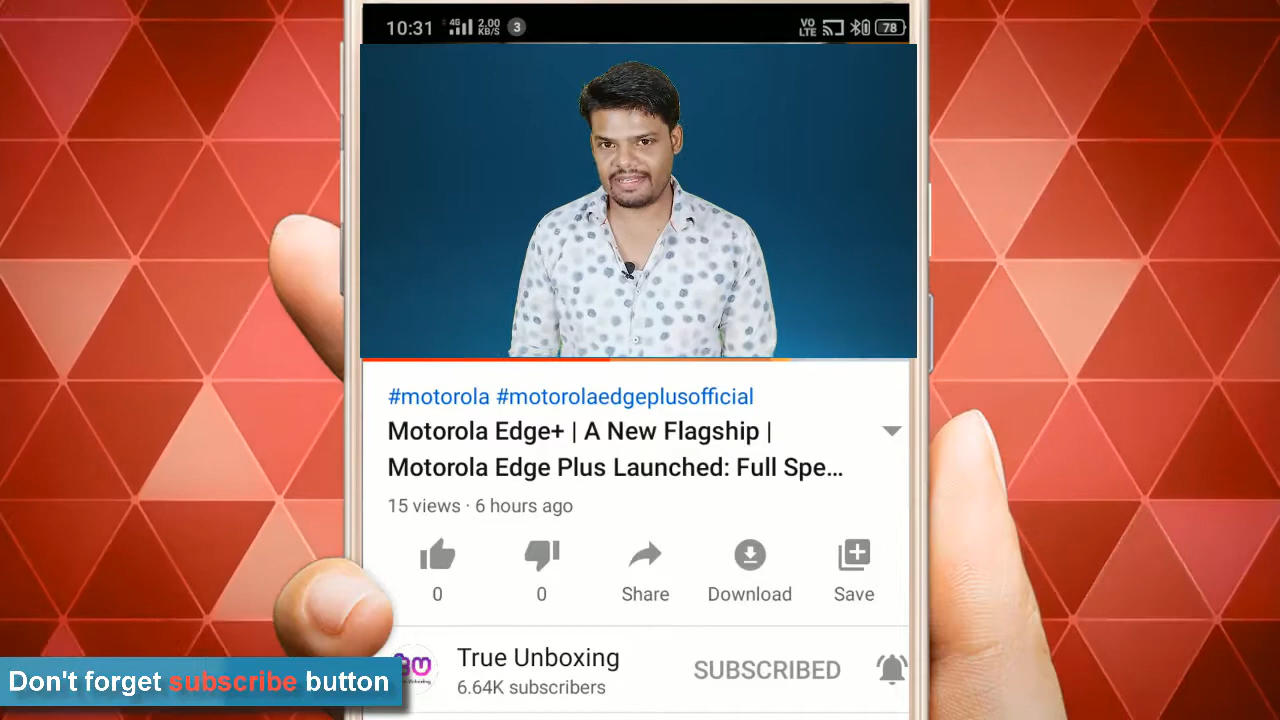 10:31 4G 2.00 KB/S 3 VO LTE 78
#motorola #motorolaedgeplusofficial
Motorola Edge+ | A New Flagship |
Motorola Edge Plus Launched: Full Spe...
15 views · 6 hours ago
0 0 Share Download Save
True Unboxing SUBSCRIBED
6.64K subscribers
Don't forget subscribe button